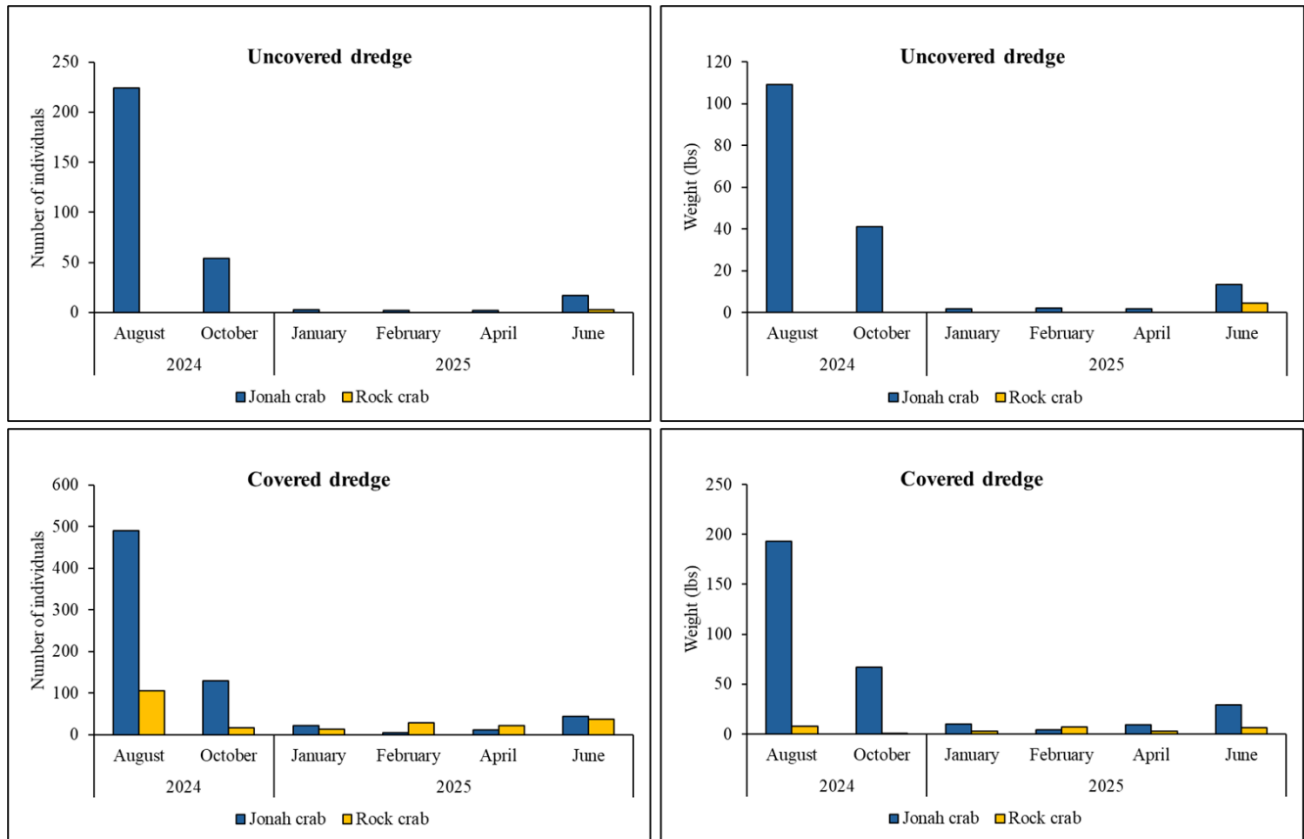 Uncovered dredge
Number of individuals
250
200
150
100
50
0
August October January February April June
2024 2025
Jonah crab Rock crab
Uncovered dredge
Weight (lbs)
120
100
80
60
40
20
0
August October January February April June
2024 2025
Jonah crab Rock crab
Covered dredge
Number of individuals
600
500
400
300
200
100
0
August October January February April June
2024 2025
Jonah crab Rock crab
Covered dredge
Weight (lbs)
250
200
150
100
50
0
August October January February April June
2024 2025
Jonah crab Rock crab